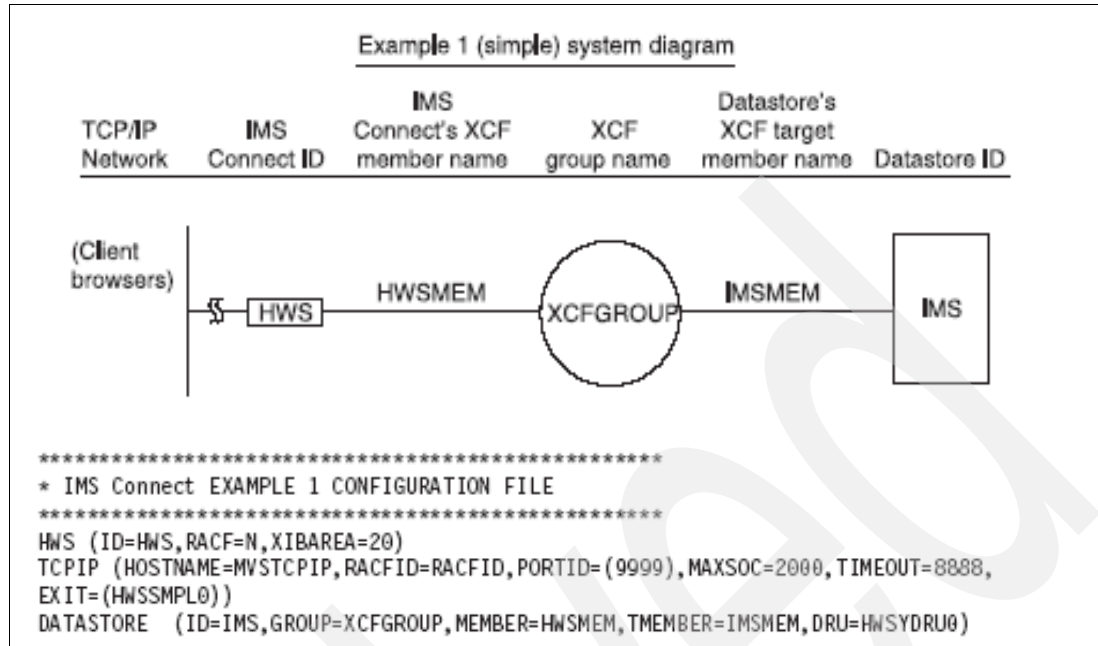 Example 1 (simple) system diagram
TCP/IP Network
IMS Connect ID
IMS Connect's XCF member name
XCF group name
Datastore's XCF target member name
Datastore ID
(Client browsers)
HWS
HWSMEM
XCFGROUP
IMSMEM
IMS
***************************************************
* IMS Connect EXAMPLE 1 CONFIGURATION FILE
***************************************************
HWS (ID=HWS,RACF=N,XIBAREA=20)
TCPIP (HOSTNAME=MVSTCPIP,RACFID=RACFID,PORTID=(9999),MAXSOC=2000,TIMEOUT=8888,
EXIT=(HWSSMPL0))
DATASTORE (ID=IMS,GROUP=XCFGROUP,MEMBER=HWSMEM,TMEMBER=IMSMEM,DRU=HWSYDRU0)